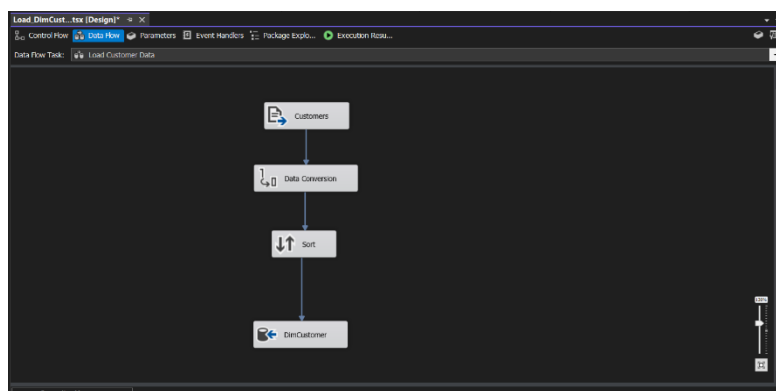 Load_DimCust...tsx [Design]*
Control Flow Data Flow Parameters Event Handlers Package Explo... Execution Resu...
Data Flow Task: Load Customer Data
Customers
Data Conversion
Sort
DimCustomer